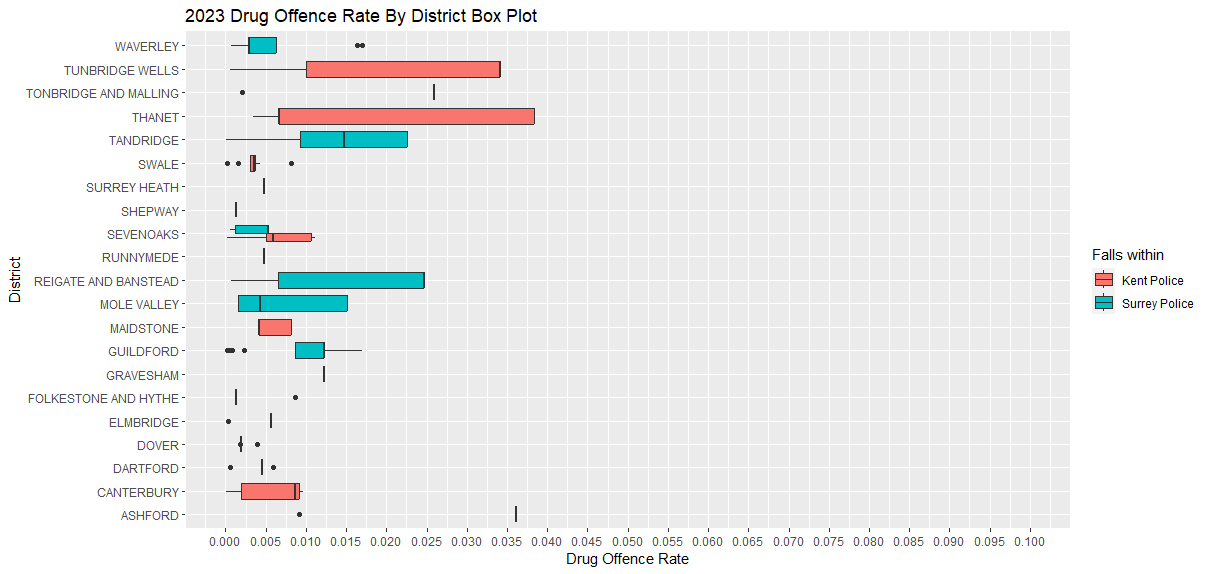 2023 Drug Offence Rate By District Box Plot
District
WAVERLEY
TUNBRIDGE WELLS
TONBRIDGE AND MALLING
THANET
TANDRIDGE
SWALE
SURREY HEATH
SHEPWAY
SEVENOAKS
RUNNYMEDE
REIGATE AND BANSTEAD
MOLE VALLEY
MAIDSTONE
GUILDFORD
GRAVESHAM
FOLKESTONE AND HYTHE
ELMBRIDGE
DOVER
DARTFORD
CANTERBURY
ASHFORD
0.000 0.005 0.010 0.015 0.020 0.025 0.030 0.035 0.040 0.045 0.050 0.055 0.060 0.065 0.070 0.075 0.080 0.085 0.090 0.095 0.100
Drug Offence Rate
Falls within
Kent Police
Surrey Police